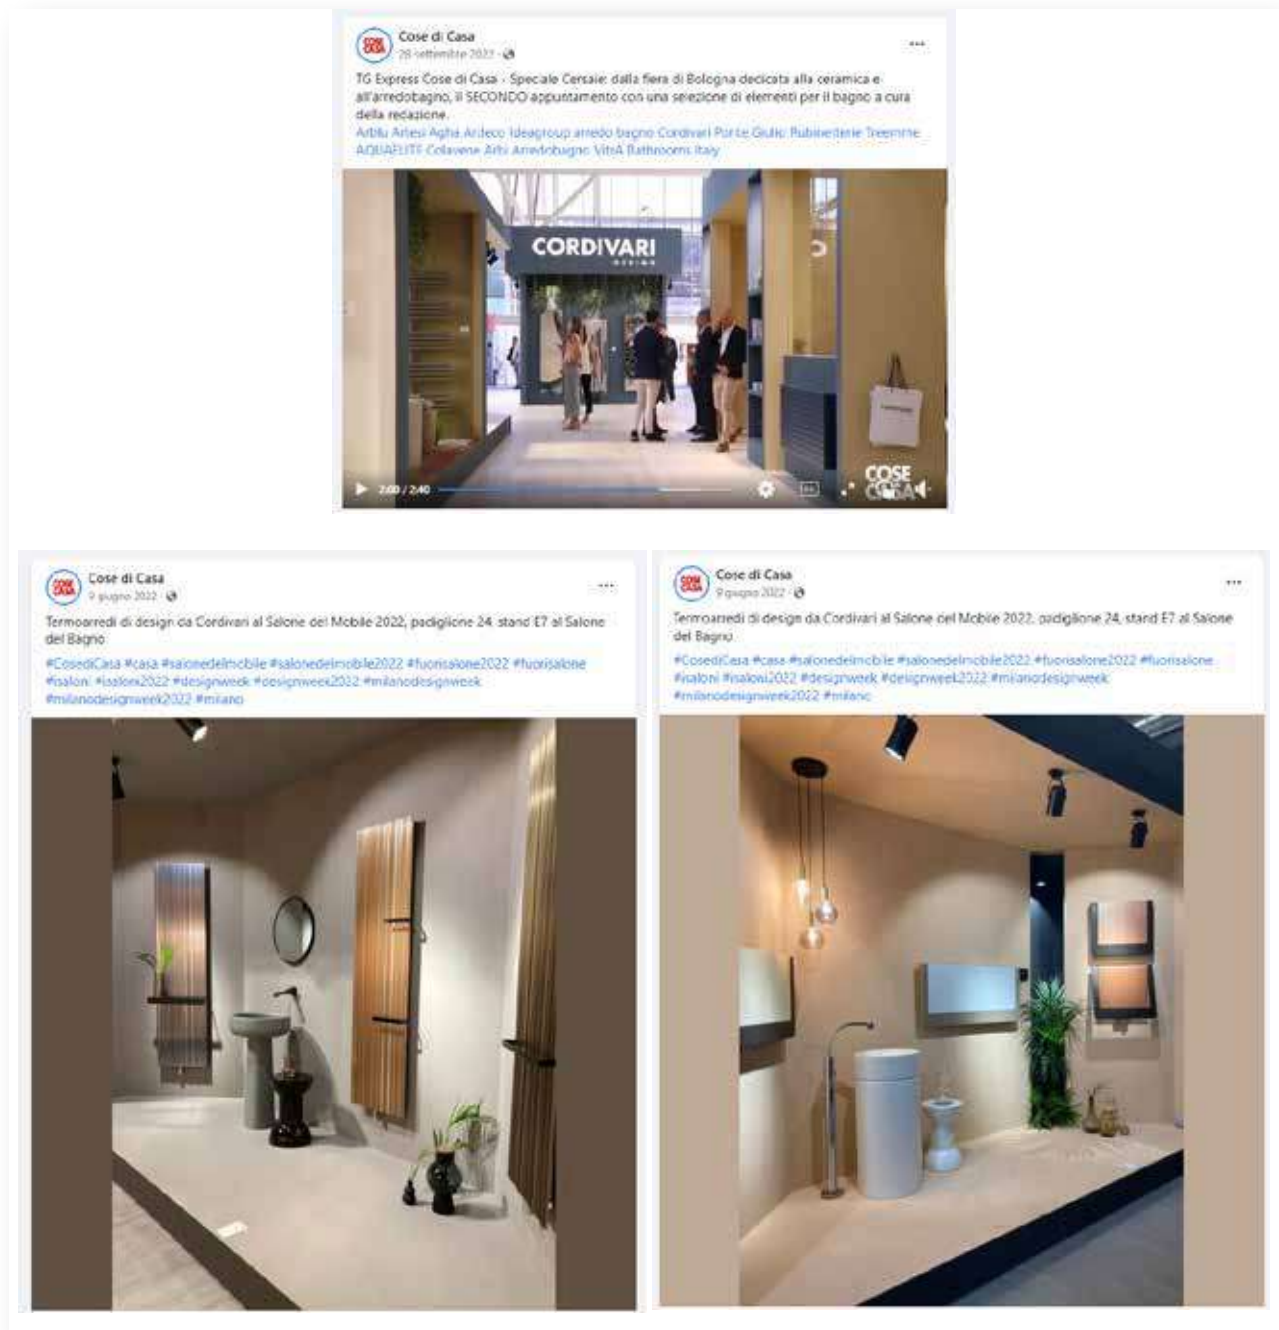 Cose di Casa
28 settembre 2022
TG Express Cose di Casa - Speciale Cersaie: dalla fiera di Bologna dedicata alla ceramica e
all'arredobagno, il SECONDO appuntamento con una selezione di elementi per il bagno a cura
della redazione.
Arblu Artesi Agha Ardeco Ideagroup arredo bagno Cordivari Ponte Giulio Rubinetterie Treemme
AQUAELITE Colavene Arbi Arredobagno VitrA Bathrooms Italy
CORDIVARI
DESIGN
2:00 / 2:40
COSE
CASA
Cose di Casa
9 giugno 2022
Termoarredi di design da Cordivari al Salone del Mobile 2022, padiglione 24, stand E7 al Salone
del Bagno
#CosediCasa #casa #salonedelmobile #salonedelmobile2022 #fuorisalone2022 #fuorisalone
#isaloni #isaloni2022 #designweek #designweek2022 #milanodesignweek
#milanodesignweek2022 #milano
Cose di Casa
9 giugno 2022
Termoarredi di design da Cordivari al Salone del Mobile 2022, padiglione 24, stand E7 al Salone
del Bagno
#CosediCasa #casa #salonedelmobile #salonedelmobile2022 #fuorisalone2022 #fuorisalone
#isaloni #isaloni2022 #designweek #designweek2022 #milanodesignweek
#milanodesignweek2022 #milano